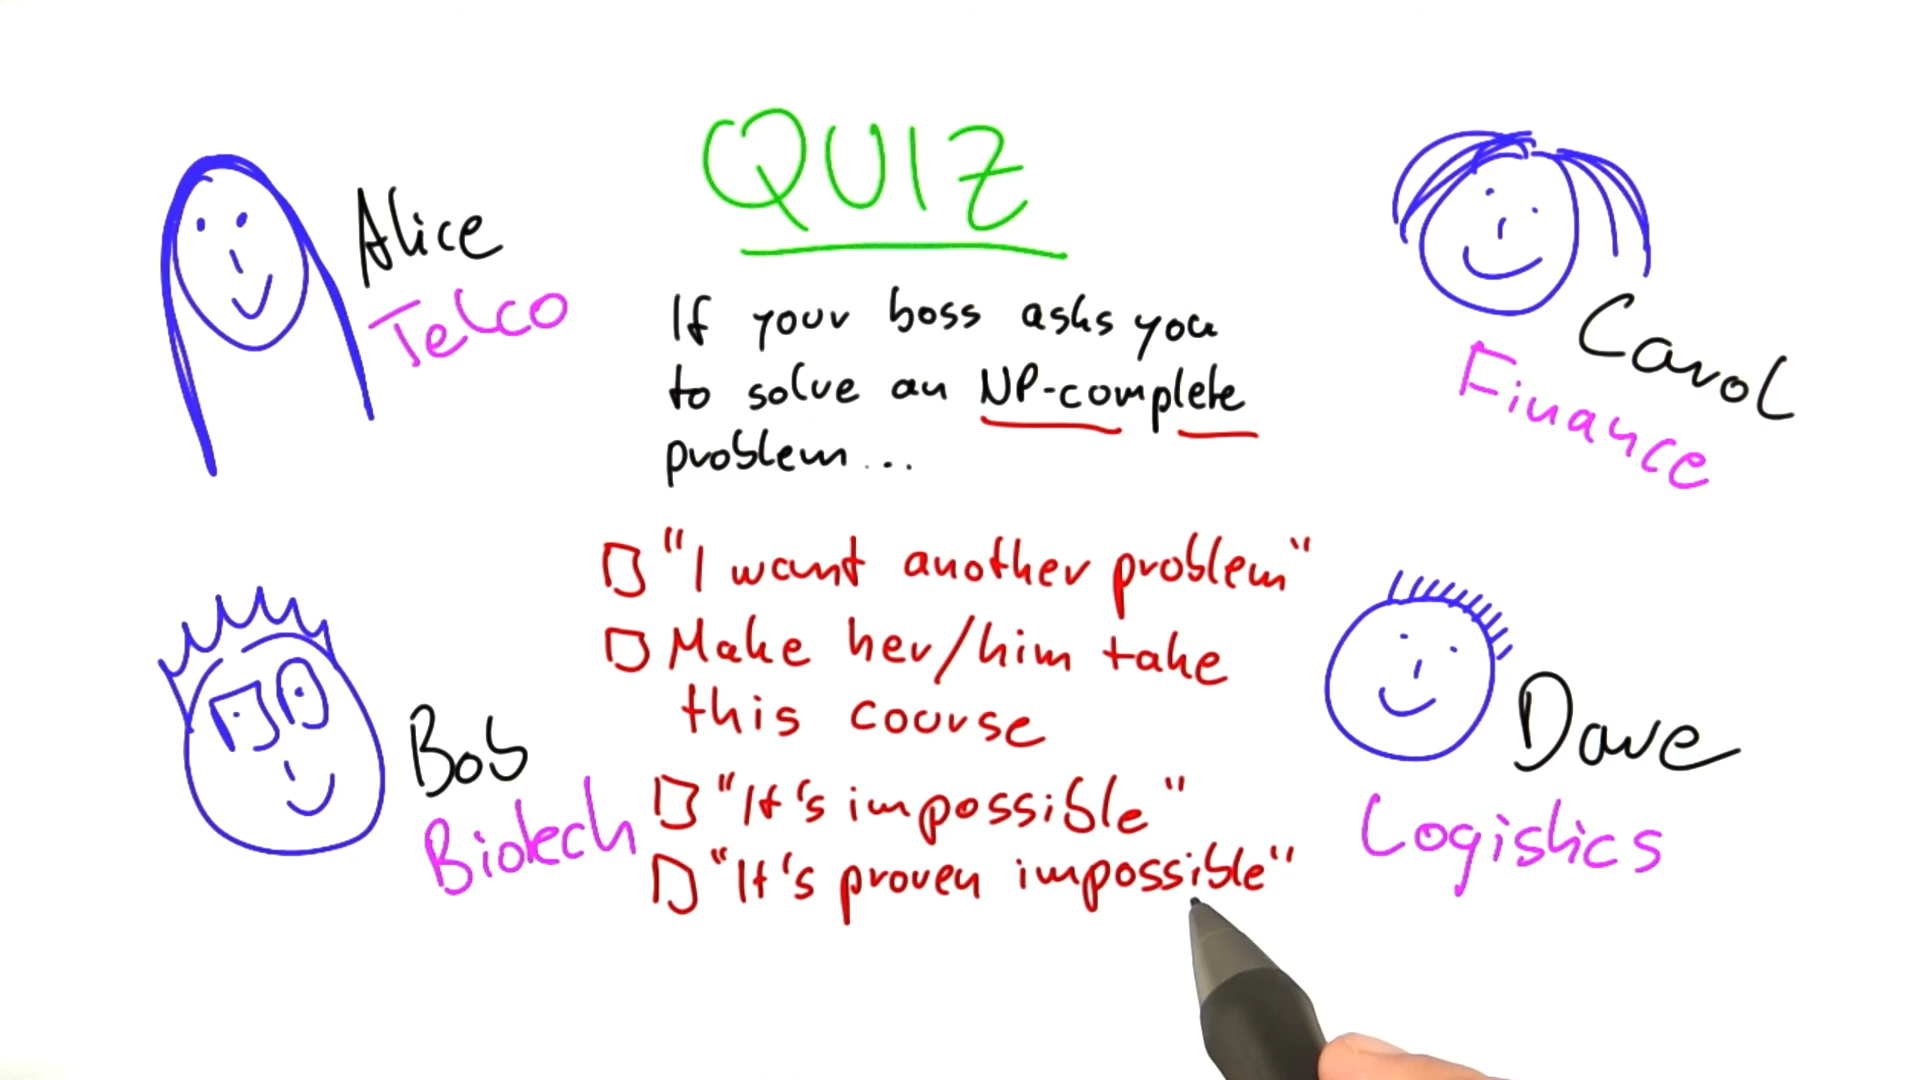 QUIZ
Alice
Telco
Carol
Finance
If your boss asks you
to solve an NP-complete
problem...
"I want another problem"
Make her/him take
this course
"It's impossible"
"It's proven impossible"
Bob
Biotech
Dave
Logistics